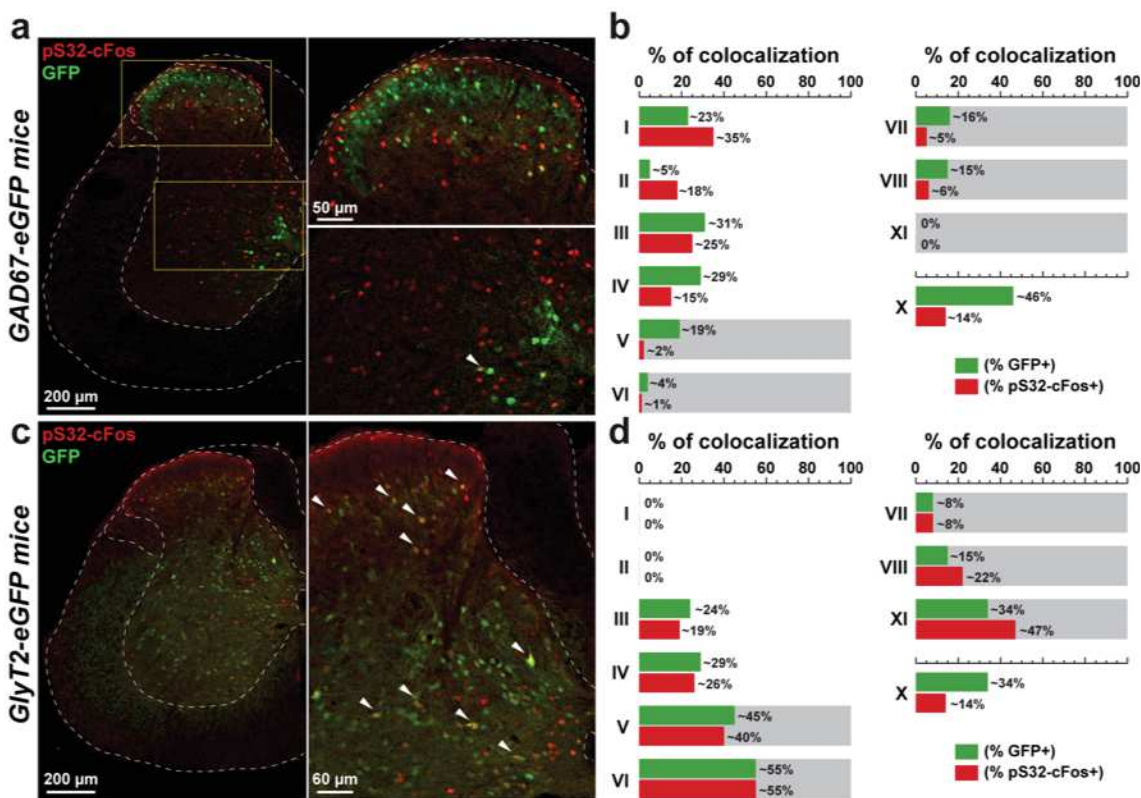 a
pS32-cFos
GFP
GAD67-eGFP mice
200 µm
50 µm
b
% of colocalization
0 20 40 60 80 100
I
~23%
~35%
II
~5%
~18%
III
~31%
~25%
IV
~29%
~15%
V
~19%
~2%
VI
~4%
~1%
% of colocalization
0 20 40 60 80 100
VII
~16%
~5%
VIII
~15%
~6%
XI
0%
0%
X
~46%
~14%
(% GFP+)
(% pS32-cFos+)
c
pS32-cFos
GFP
GlyT2-eGFP mice
200 µm
60 µm
d
% of colocalization
0 20 40 60 80 100
I
0%
0%
II
0%
0%
III
~24%
~19%
IV
~29%
~26%
V
~45%
~40%
VI
~55%
~55%
% of colocalization
0 20 40 60 80 100
VII
~8%
~8%
VIII
~15%
~22%
XI
~34%
~47%
X
~34%
~14%
(% GFP+)
(% pS32-cFos+)